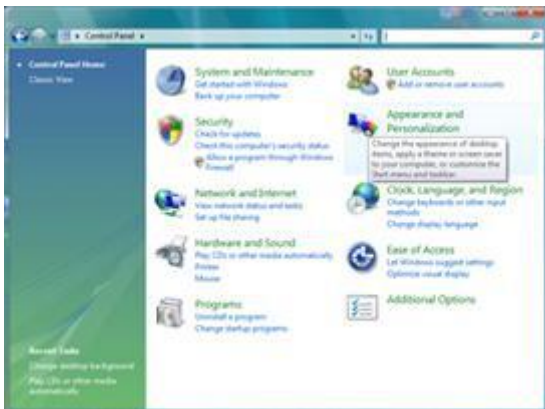 Control Panel
Control Panel Home
Classic View
System and Maintenance
Get started with Windows
Back up your computer
Security
Check for updates
Check this computer's security status
Allow a program through Windows
Firewall
Network and Internet
View network status and tasks
Set up file sharing
Hardware and Sound
Play CDs or other media automatically
Printer
Mouse
Programs
Uninstall a program
Change startup programs
User Accounts
Add or remove user accounts
Appearance and
Personalization
Change the appearance of desktop
items, apply a theme or screen saver
to your computer, or customize the
Start menu and taskbar.
Clock, Language, and Region
Change keyboards or other input
methods
Change display language
Ease of Access
Let Windows suggest settings
Optimize visual display
Additional Options
Recent Tasks
Change desktop background
Play CDs or other media
automatically